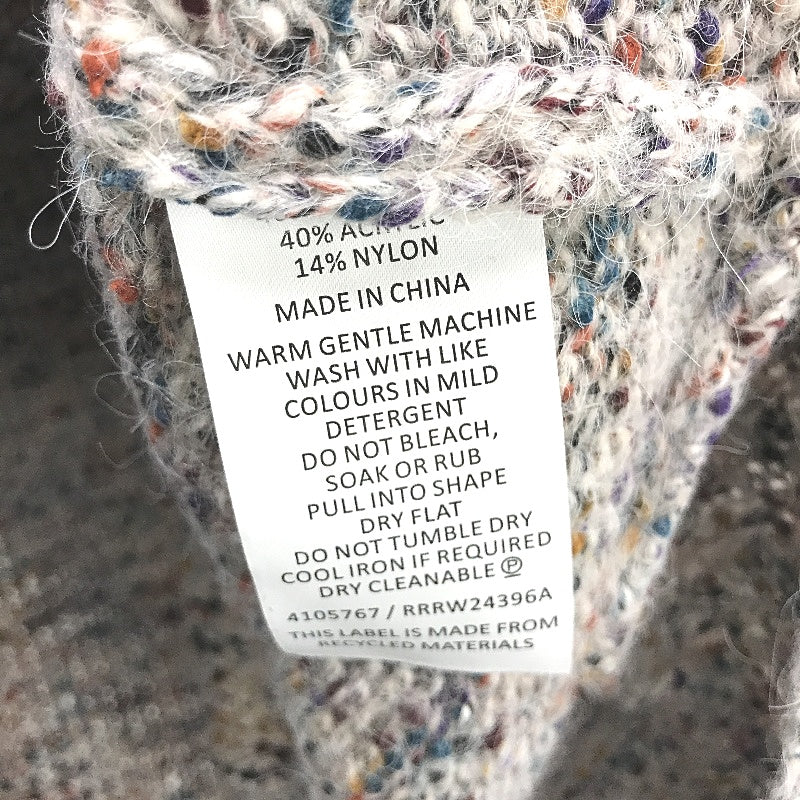 40% ACRYLIC
14% NYLON
MADE IN CHINA
WARM GENTLE MACHINE
WASH WITH LIKE
COLOURS IN MILD
DETERGENT
DO NOT BLEACH,
SOAK OR RUB
PULL INTO SHAPE
DRY FLAT
DO NOT TUMBLE DRY
COOL IRON IF REQUIRED
DRY CLEANABLE Ⓟ
4105767 / RRRW24396A
THIS LABEL IS MADE FROM
RECYCLED MATERIALS